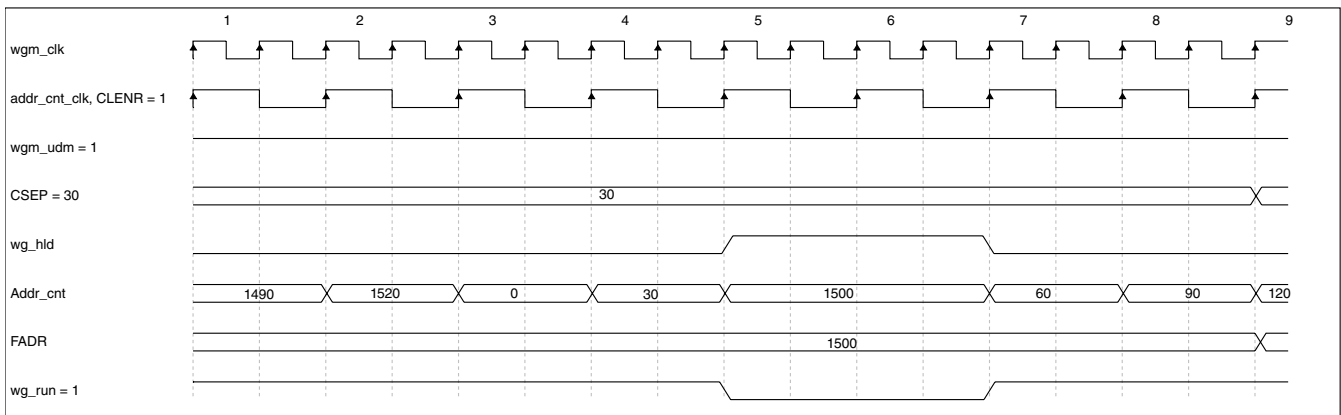 1 2 3 4 5 6 7 8 9
wgm_clk
addr_cnt_clk, CLENR = 1
wgm_udm = 1
CSEP = 30 30
wg_hld
Addr_cnt 1490 1520 0 30 1500 60 90 120
FADR 1500
wg_run = 1